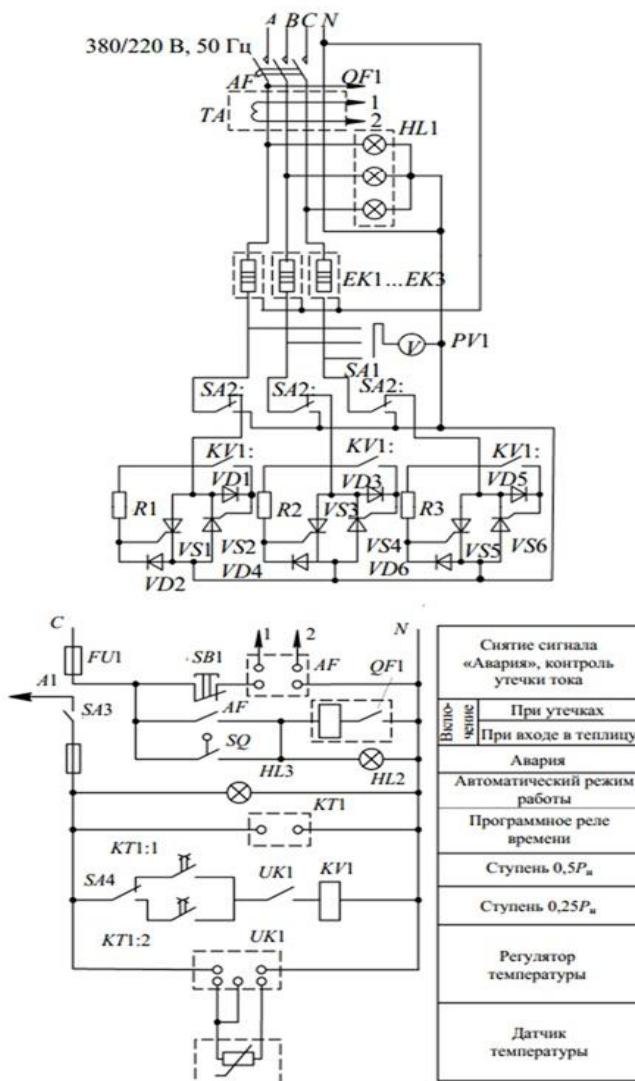 A B C N
380/220 В, 50 Гц
AF
QF1
TA
1
2
HL1
EK1...EK3
V
PV1
SA1
SA2:
SA2:
SA2:
KV1:
KV1:
KV1:
VD1
VD3
VD5
R1
R2
R3
VS1
VS2
VS3
VS4
VS5
VS6
VD2
VD4
VD6
C
N
FU1
SB1
1
2
AF
QF1
A1
SA3
AF
SQ
HL3
HL2
KT1
KT1:1
SA4
UK1
KV1
KT1:2
UK1
Снятие сигнала
«Авария», контроль
утечки тока
Вклю-
чение
При утечках
При входе в теплицу
Авария
Автоматический режим
работы
Программное реле
времени
Ступень 0,5Pн
Ступень 0,25Pн
Регулятор
температуры
Датчик
температуры